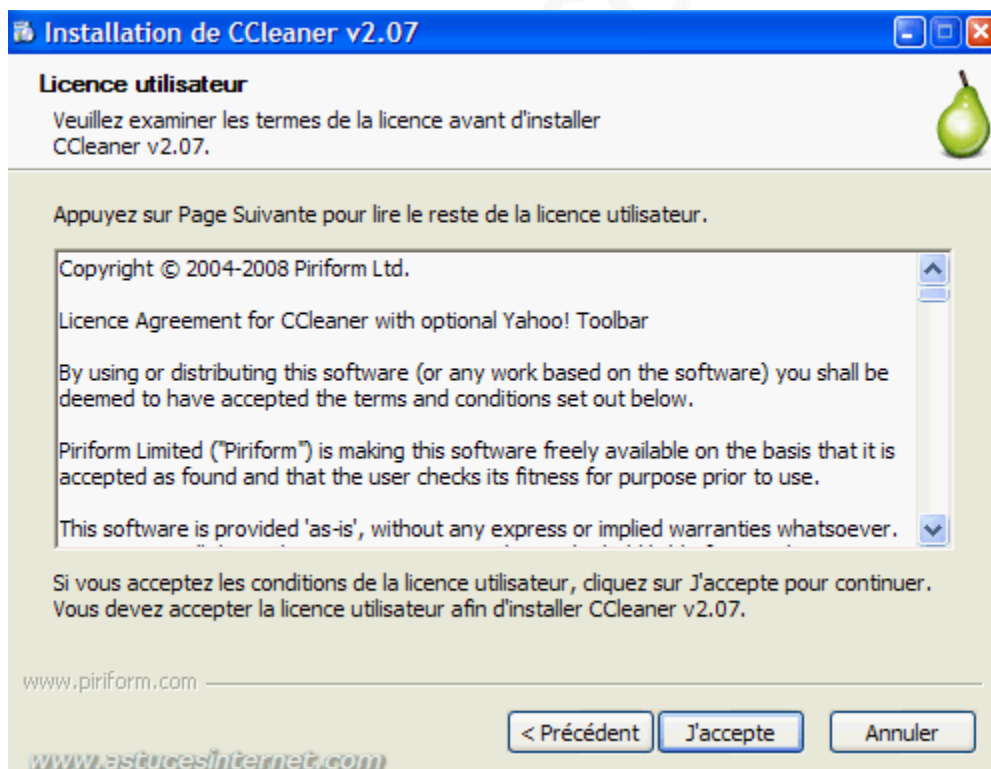 Installation de CCleaner v2.07
Licence utilisateur
Veuillez examiner les termes de la licence avant d'installer
CCleaner v2.07.
Appuyez sur Page Suivante pour lire le reste de la licence utilisateur.
Copyright © 2004-2008 Piriform Ltd.
Licence Agreement for CCleaner with optional Yahoo! Toolbar
By using or distributing this software (or any work based on the software) you shall be
deemed to have accepted the terms and conditions set out below.
Piriform Limited ("Piriform") is making this software freely available on the basis that it is
accepted as found and that the user checks its fitness for purpose prior to use.
This software is provided 'as-is', without any express or implied warranties whatsoever.
Si vous acceptez les conditions de la licence utilisateur, cliquez sur J'accepte pour continuer.
Vous devez accepter la licence utilisateur afin d'installer CCleaner v2.07.
www.piriform.com
< Précédent J'accepte Annuler
www.astucesinternet.com